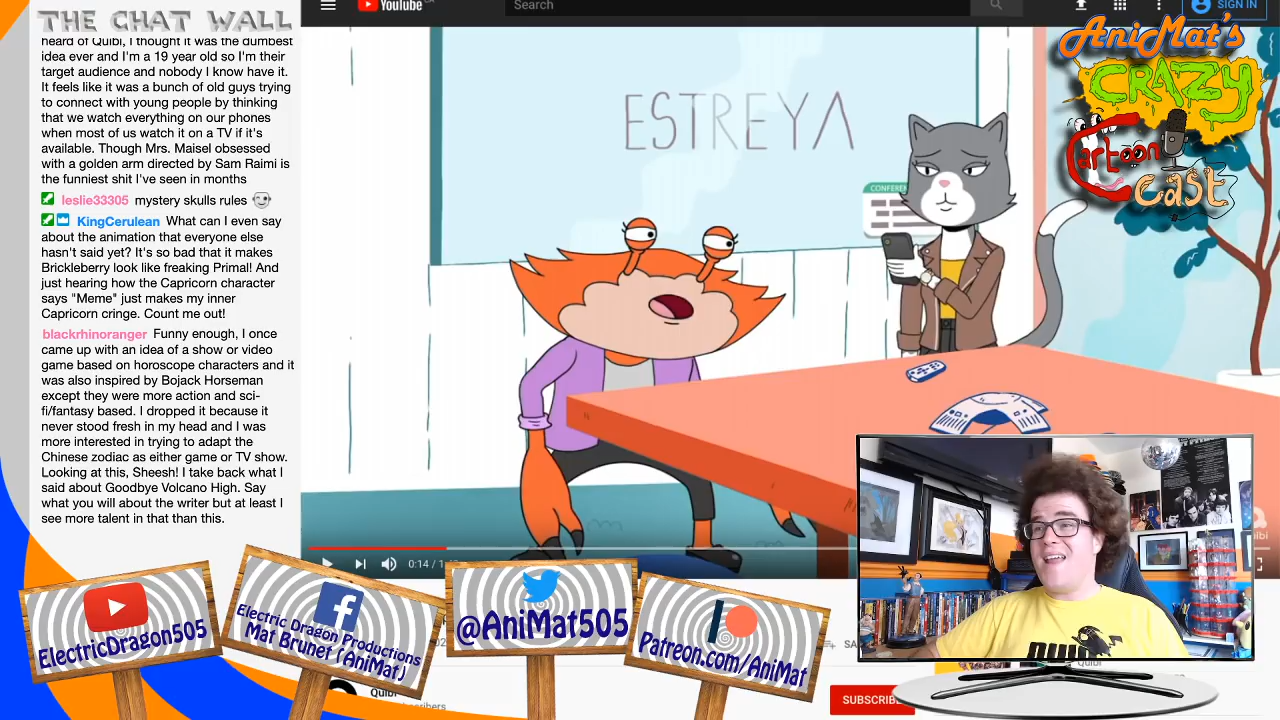 THE CHAT WALL
heard of Quibi, I thought it was the dumbest
idea ever and I'm a 19 year old so I'm their
target audience and nobody I know have it.
It feels like it was a bunch of old guys trying
to connect with young people by thinking
that we watch everything on our phones
when most of us watch it on a TV if it's
available. Though Mrs. Maisel obsessed
with a golden arm directed by Sam Raimi is
the funniest shit I've seen in months
leslie33305 mystery skulls rules
KingCerulean What can I even say
about the animation that everyone else
hasn't said yet? It's so bad that it makes
Brickleberry look like freaking Primal! And
just hearing how the Capricorn character
says "Meme" just makes my inner
Capricorn cringe. Count me out!
blackrhinoranger Funny enough, I once
came up with an idea of a show or video
game based on horoscope characters and it
was also inspired by Bojack Horseman
except they were more action and sci-
fi/fantasy based. I dropped it because it
never stood fresh in my head and I was
more interested in trying to adapt the
Chinese zodiac as either game or TV show.
Looking at this, Sheesh! I take back what I
said about Goodbye Volcano High. Say
what you will about the writer but at least I
see more talent in that than this.
YouTube
Search
SIGN IN
ESTREYA
AniMat's
CRAZY
Cartoon
Cast
0:14 / 1
ElectricDragon505
Electric Dragon Productions
Mat Brunet (AniMat)
@AniMat505
Patreon.com/AniMat
Quibi
SUBSCRIBE